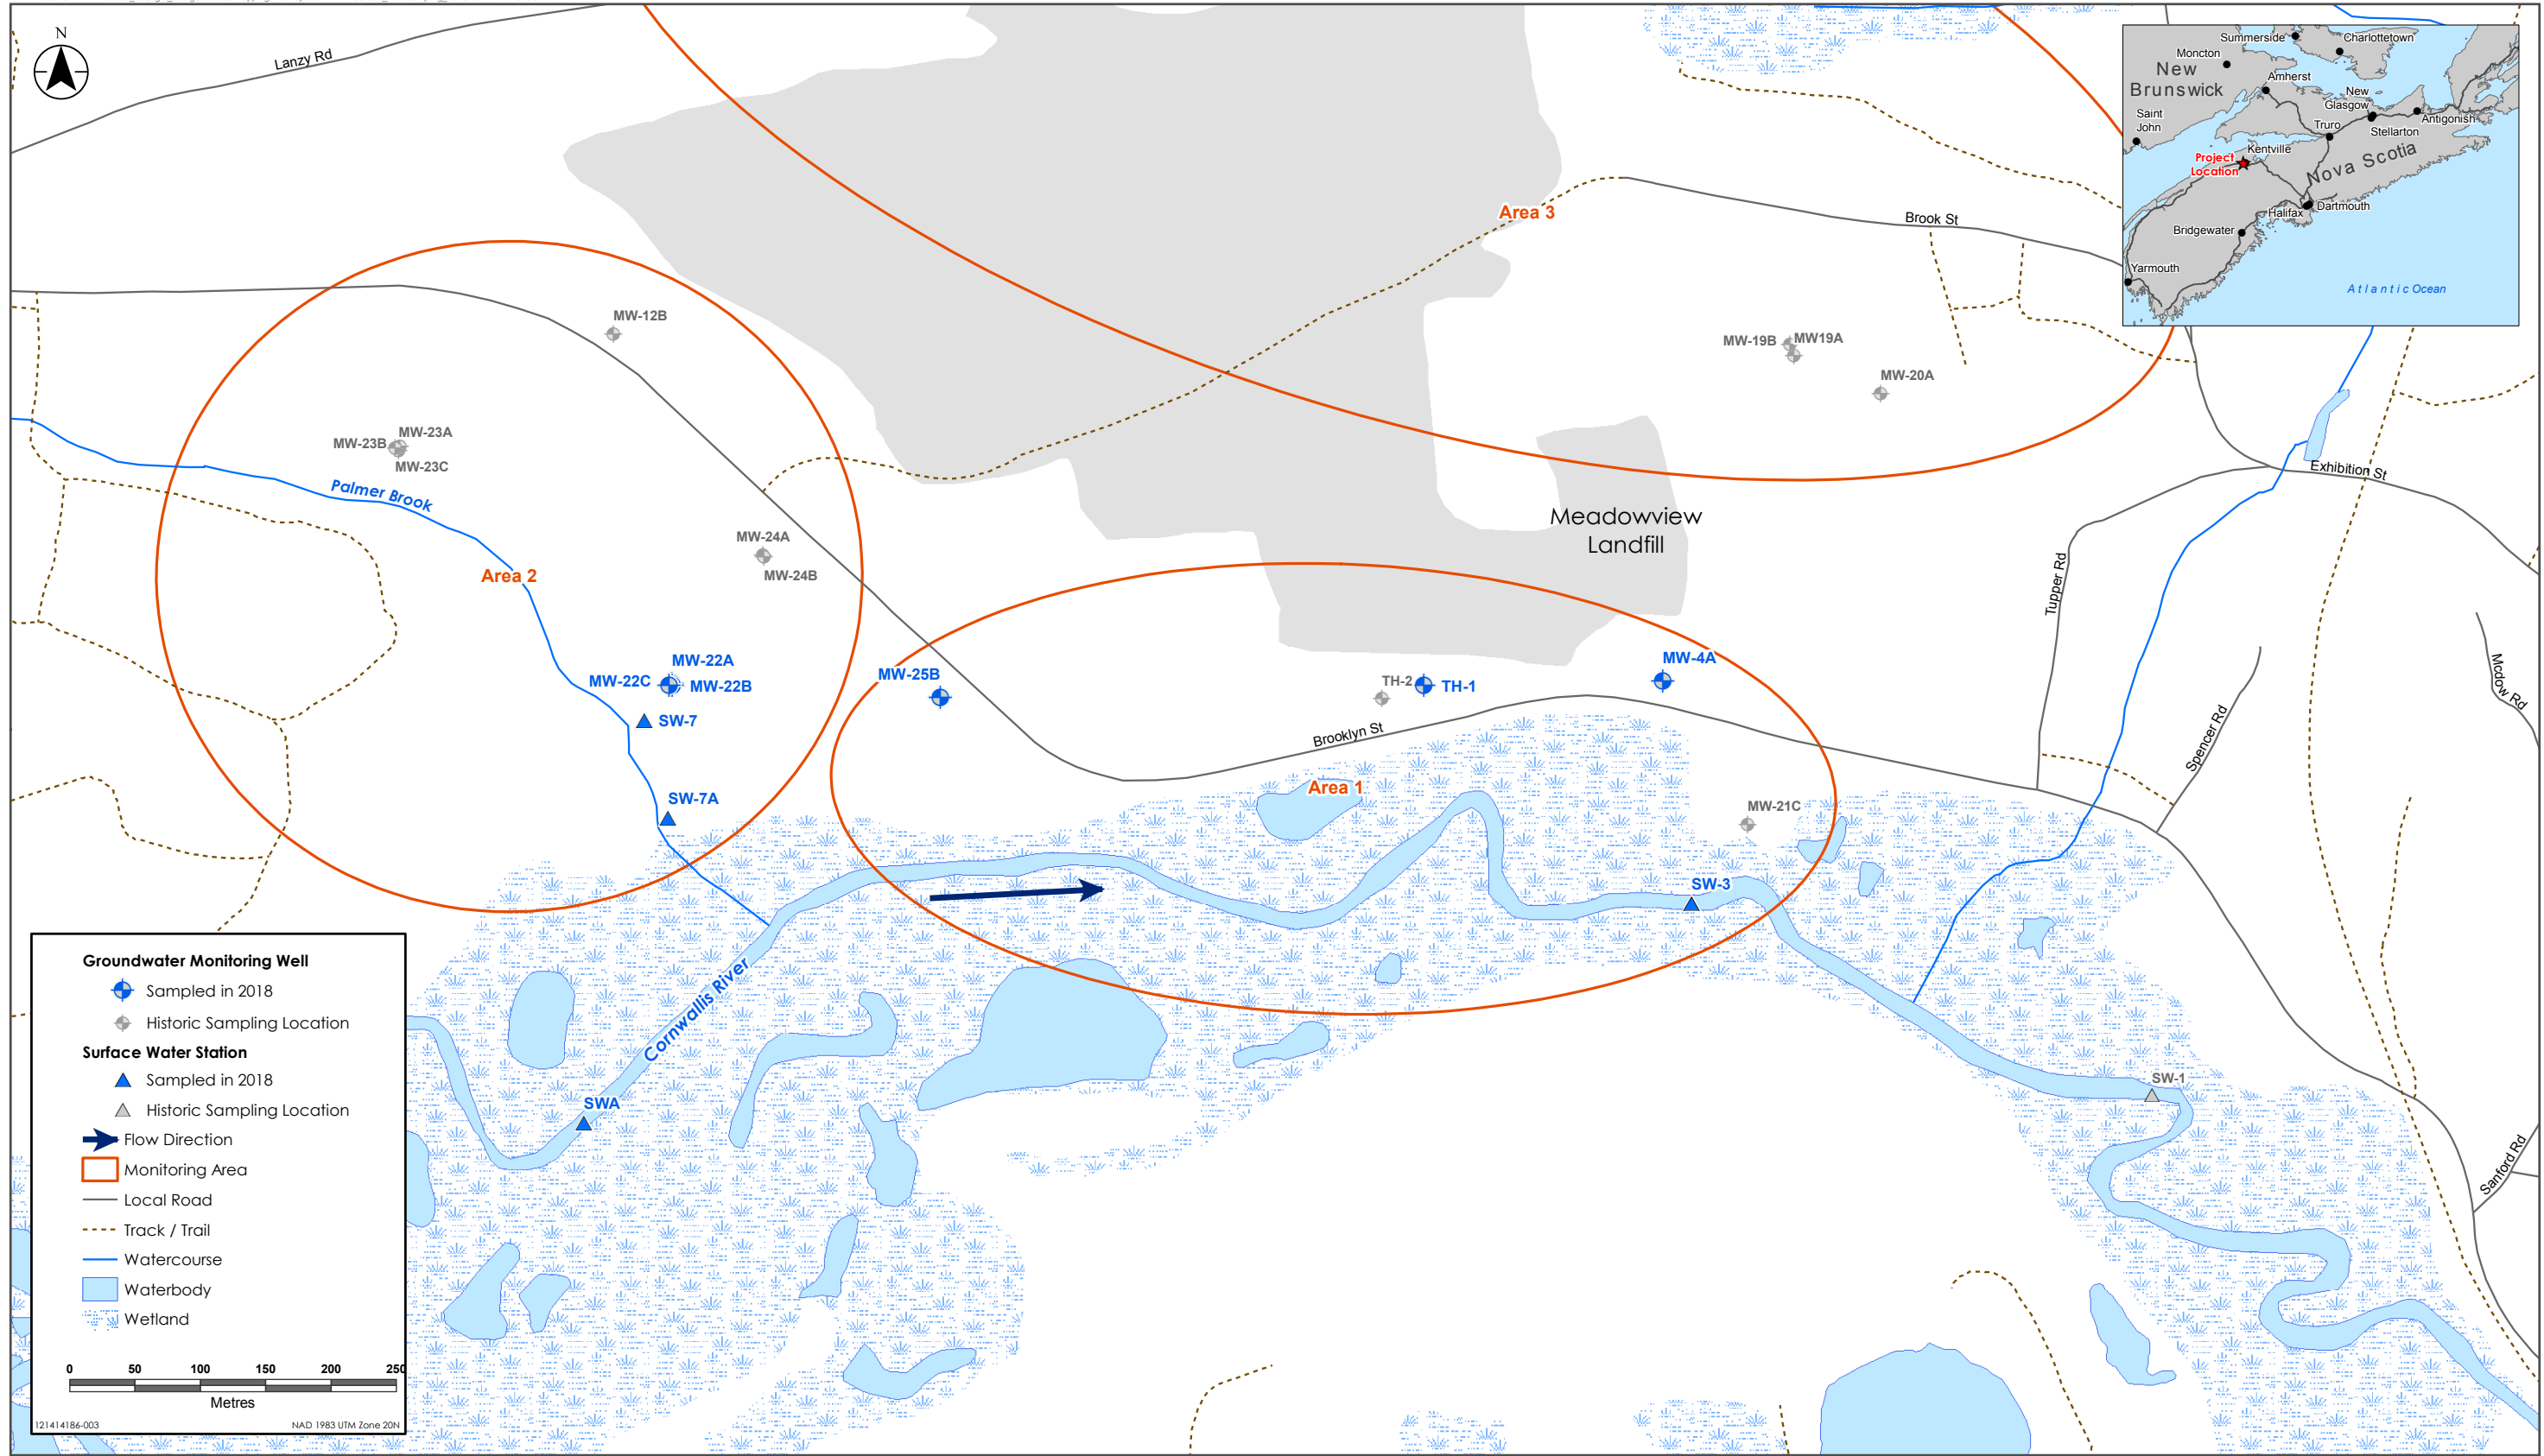 N
Lanzy Rd
Area 3
Brook St
MW-12B
MW-19B
MW19A
MW-20A
MW-23A
MW-23B
MW-23C
Palmer Brook
Exhibition St
MW-24A
MW-24B
Meadowview
Landfill
Area 2
Tupper Rd
MW-22A
MW-22C
MW-22B
MW-25B
MW-4A
TH-2
TH-1
SW-7
Mcdow Rd
Spencer Rd
Brooklyn St
Area 1
SW-7A
MW-21C
SW-3
Cornwallis River
SWA
SW-1
Sanford Rd
Summerside
Charlottetown
Moncton
New
Brunswick
Amherst
New
Glasgow
Saint
John
Truro
Antigonish
Stellarton
Kentville
Project
Location
Nova Scotia
Halifax
Dartmouth
Bridgewater
Yarmouth
Atlantic Ocean
Groundwater Monitoring Well
Sampled in 2018
Historic Sampling Location
Surface Water Station
Sampled in 2018
Historic Sampling Location
Flow Direction
Monitoring Area
Local Road
Track / Trail
Watercourse
Waterbody
Wetland
0 50 100 150 200 250
Metres
121414186-003 NAD 1983 UTM Zone 20N